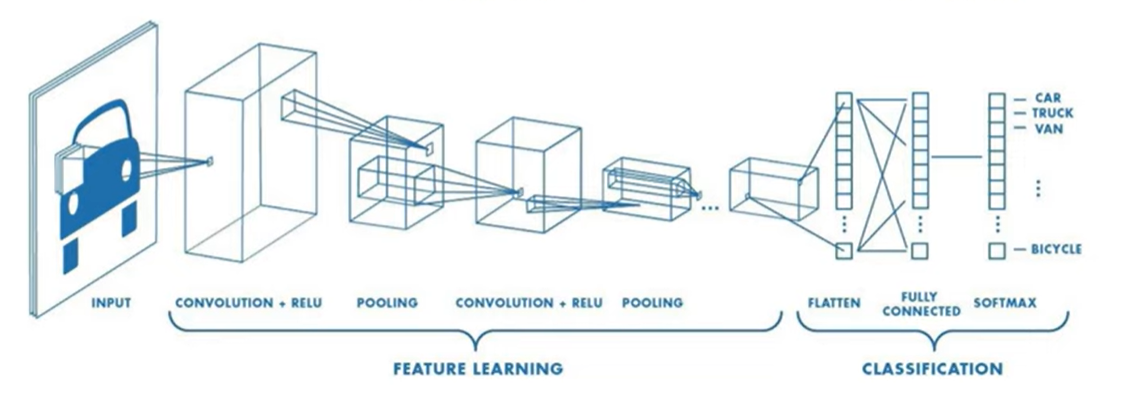 CAR
TRUCK
VAN
BICYCLE
INPUT
CONVOLUTION + RELU
POOLING
CONVOLUTION + RELU
POOLING
FLATTEN
FULLY
CONNECTED
SOFTMAX
FEATURE LEARNING
CLASSIFICATION